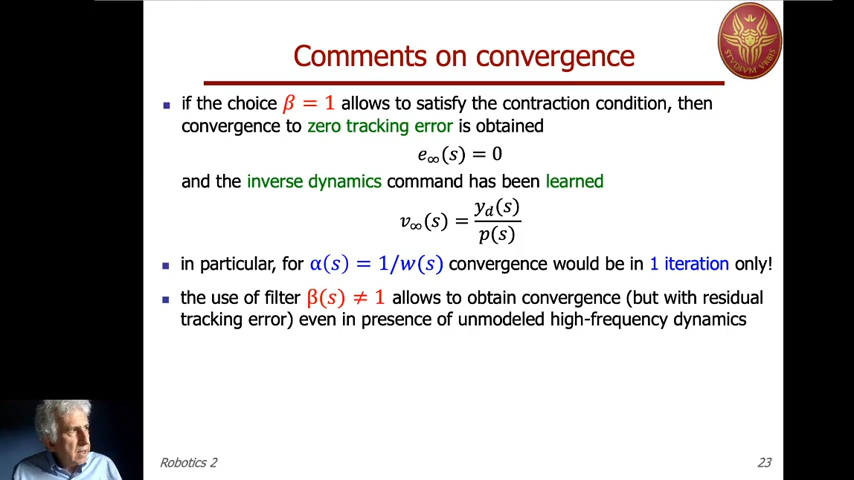 Comments on convergence
STVDIVM VRBIS
▪ if the choice β = 1 allows to satisfy the contraction condition, then
convergence to zero tracking error is obtained
e∞(s) = 0
and the inverse dynamics command has been learned
v∞(s) = yd(s) / p(s)
▪ in particular, for α(s) = 1/w(s) convergence would be in 1 iteration only!
▪ the use of filter β(s) ≠ 1 allows to obtain convergence (but with residual
tracking error) even in presence of unmodeled high-frequency dynamics
Robotics 2
23